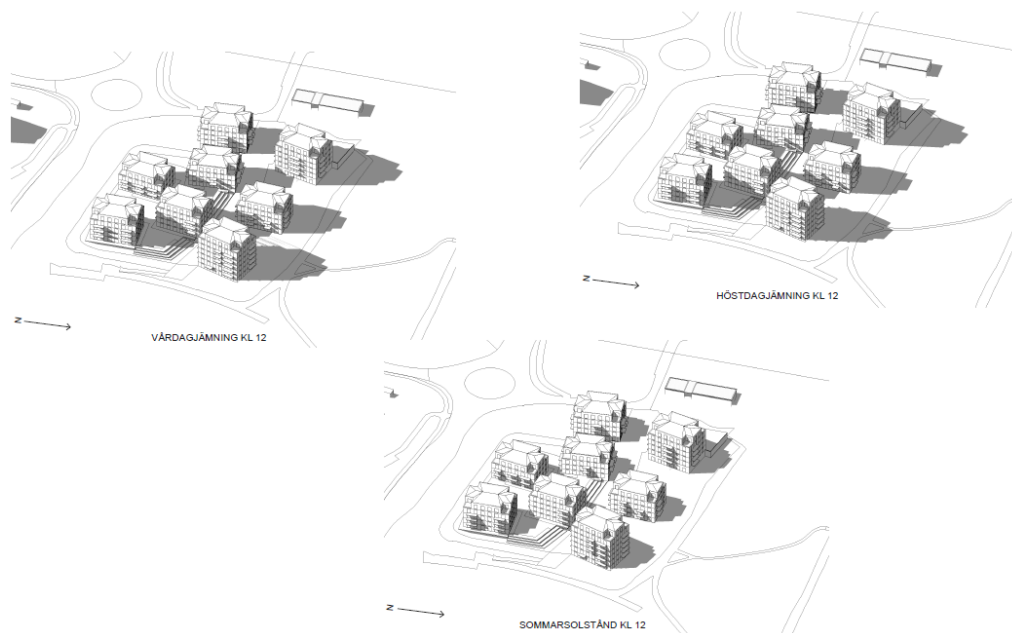 N
HÖSTDAGJÄMNING KL 12
N
VÅRDAGJÄMNING KL 12
N
SOMMARSOLSTÅND KL 12